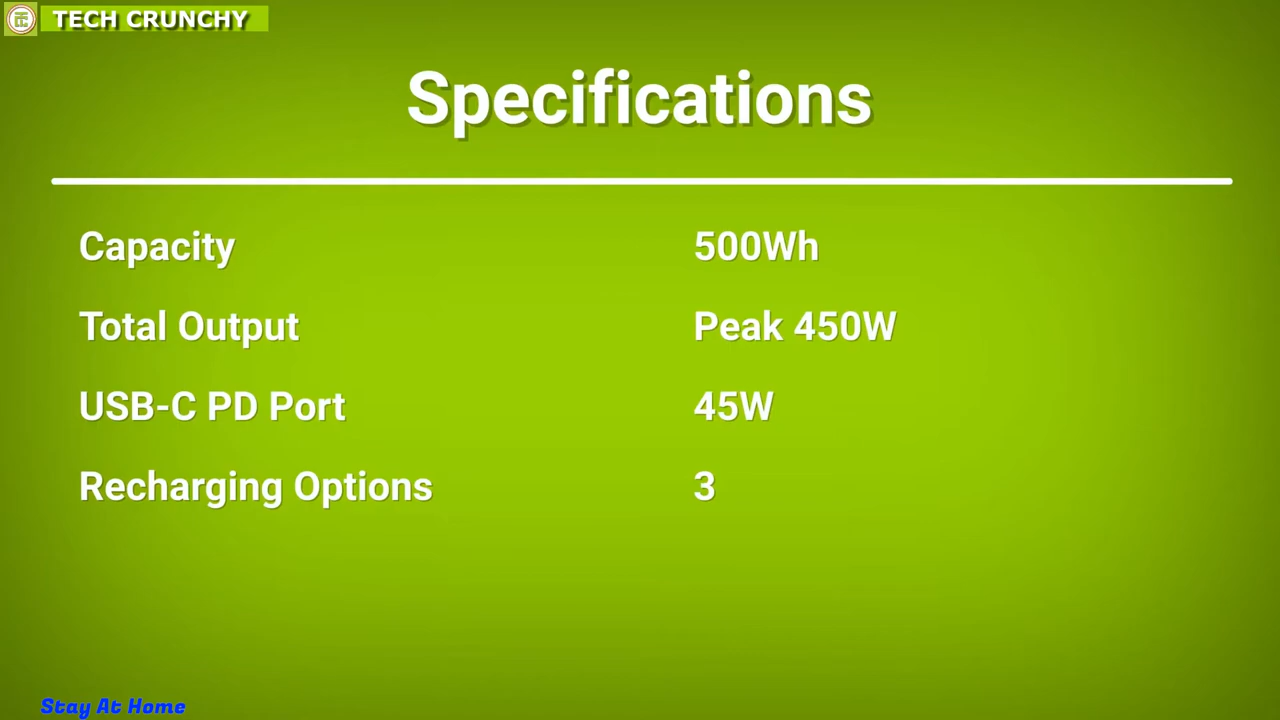 TECH CRUNCHY
Specifications
Capacity 500Wh
Total Output Peak 450W
USB-C PD Port 45W
Recharging Options 3
Stay At Home